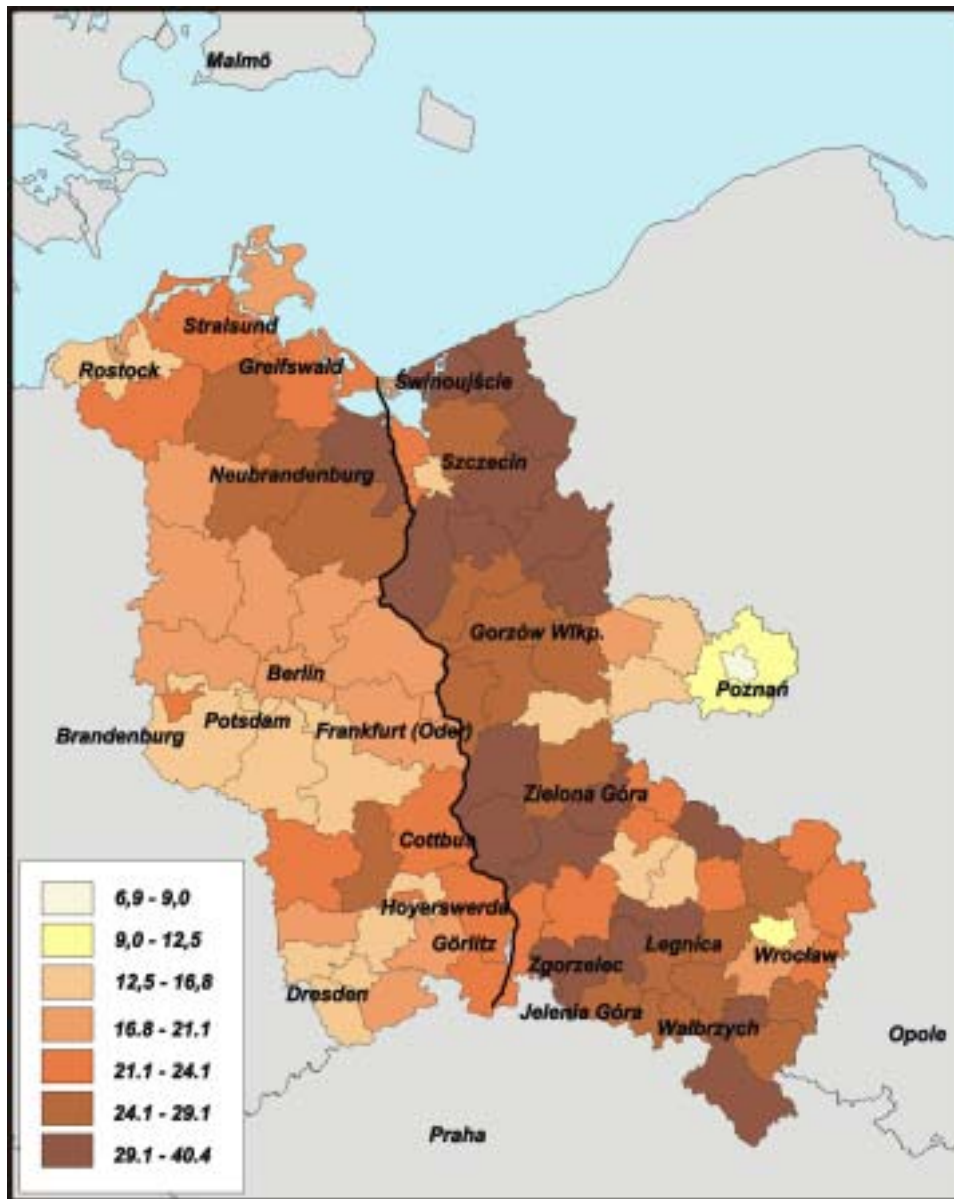 Malmö
Stralsund
Rostock
Greifswald
Świnoujście
Neubrandenburg
Szczecin
Gorzów Wlkp.
Berlin
Poznań
Potsdam
Brandenburg
Frankfurt (Oder)
Zielona Góra
Cottbus
Hoyerswerda
Görlitz
Legnica
Wrocław
Zgorzelec
Dresden
Jelenia Góra
Wałbrzych
Opole
Praha
6,9 - 9,0
9,0 - 12,5
12,5 - 16,8
16.8 - 21.1
21.1 - 24.1
24.1 - 29.1
29.1 - 40.4